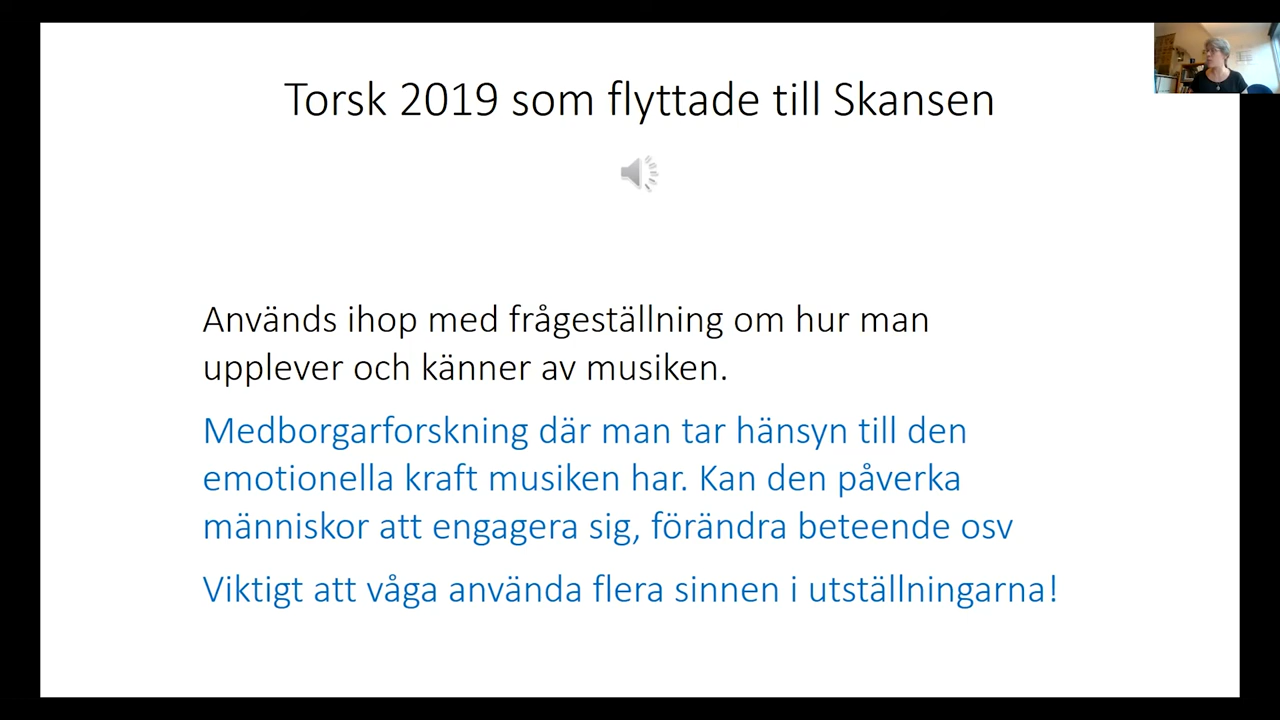 Torsk 2019 som flyttade till Skansen
Används ihop med frågeställning om hur man
upplever och känner av musiken.
Medborgarforskning där man tar hänsyn till den
emotionella kraft musiken har. Kan den påverka
människor att engagera sig, förändra beteende osv
Viktigt att våga använda flera sinnen i utställningarna!